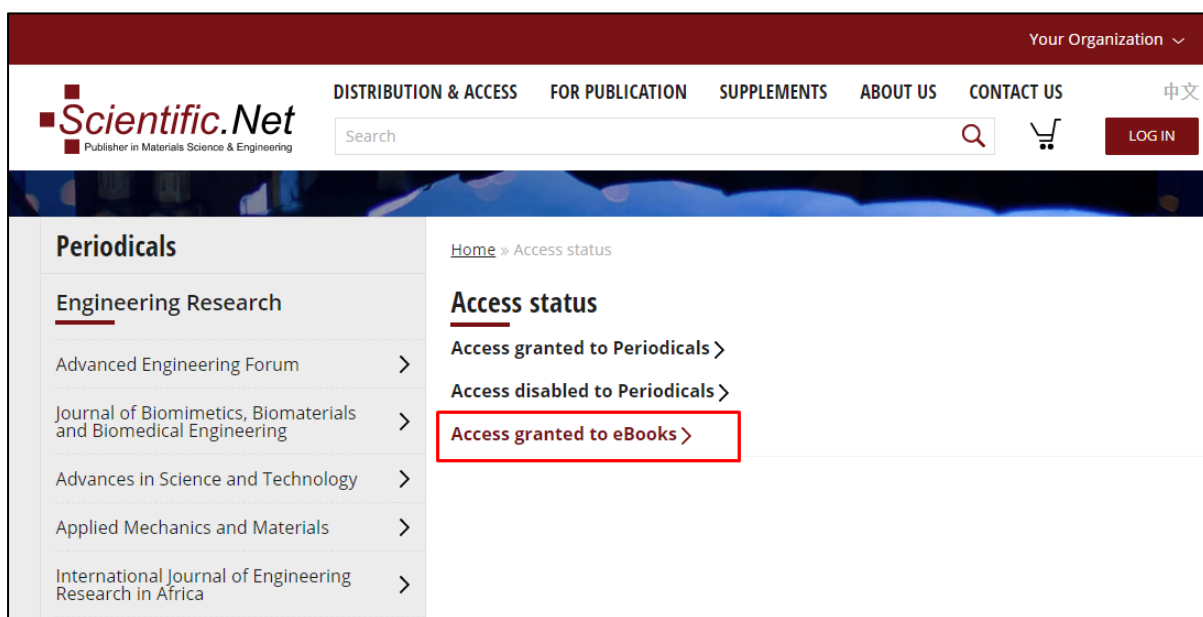 Your Organization
Scientific.Net
Publisher in Materials Science & Engineering
DISTRIBUTION & ACCESS FOR PUBLICATION SUPPLEMENTS ABOUT US CONTACT US 中文
Search
LOG IN
Periodicals
Engineering Research
Advanced Engineering Forum
Journal of Biomimetics, Biomaterials
and Biomedical Engineering
Advances in Science and Technology
Applied Mechanics and Materials
International Journal of Engineering
Research in Africa
Home » Access status
Access status
Access granted to Periodicals
Access disabled to Periodicals
Access granted to eBooks